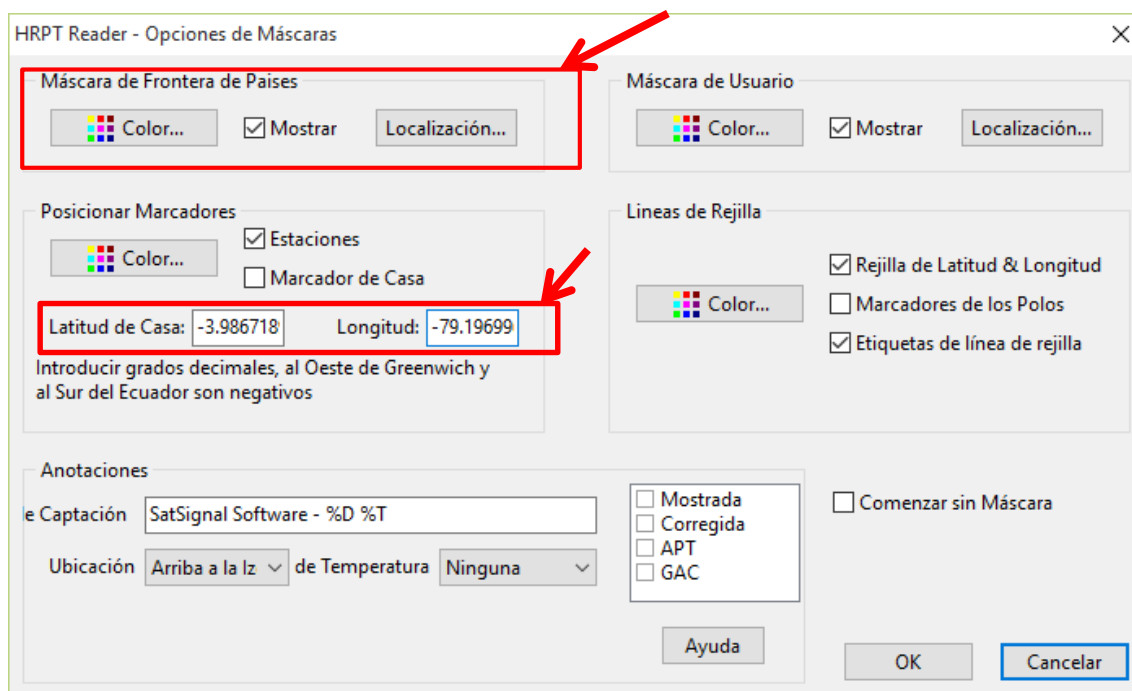 HRPT Reader - Opciones de Máscaras
Máscara de Frontera de Paises
Color...
Mostrar
Localización...
Máscara de Usuario
Color...
Mostrar
Localización...
Posicionar Marcadores
Color...
Estaciones
Marcador de Casa
Latitud de Casa: -3.986718 Longitud: -79.19699
Introducir grados decimales, al Oeste de Greenwich y
al Sur del Ecuador son negativos
Lineas de Rejilla
Color...
Rejilla de Latitud & Longitud
Marcadores de los Polos
Etiquetas de línea de rejilla
Anotaciones
e Captación SatSignal Software - %D %T
Ubicación Arriba a la Iz de Temperatura Ninguna
Mostrada
Corregida
APT
GAC
Ayuda
Comenzar sin Máscara
OK
Cancelar